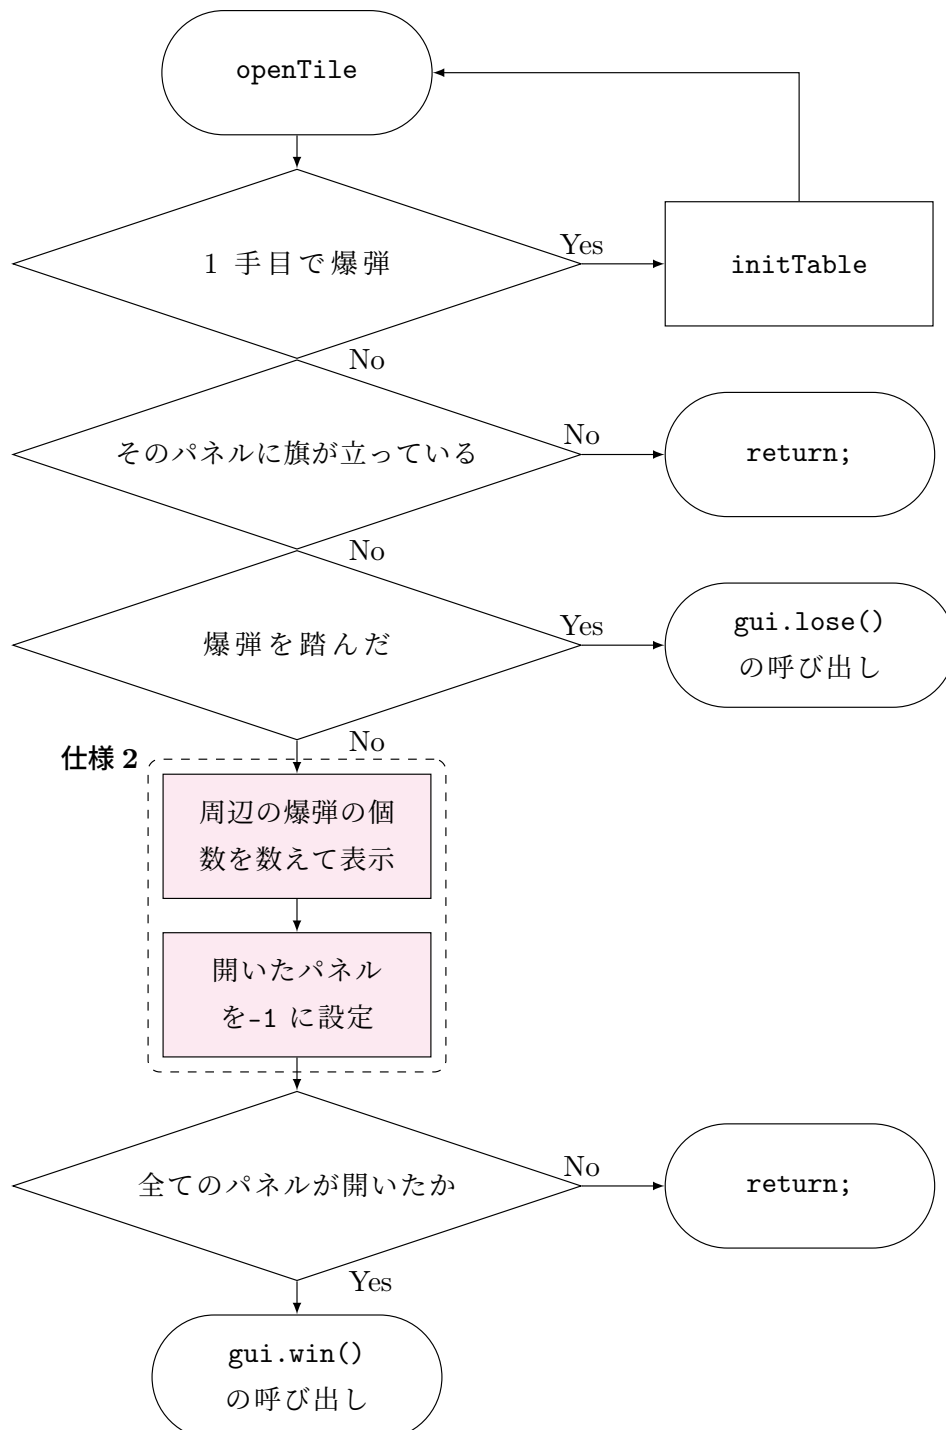 openTile
1 手目で爆弾
Yes
initTable
No
そのパネルに旗が立っている
No
return;
No
爆弾を踏んだ
Yes
gui.lose()
の呼び出し
No
仕様 2
周辺の爆弾の個
数を数えて表示
開いたパネル
を-1 に設定
全てのパネルが開いたか
No
return;
Yes
gui.win()
の呼び出し